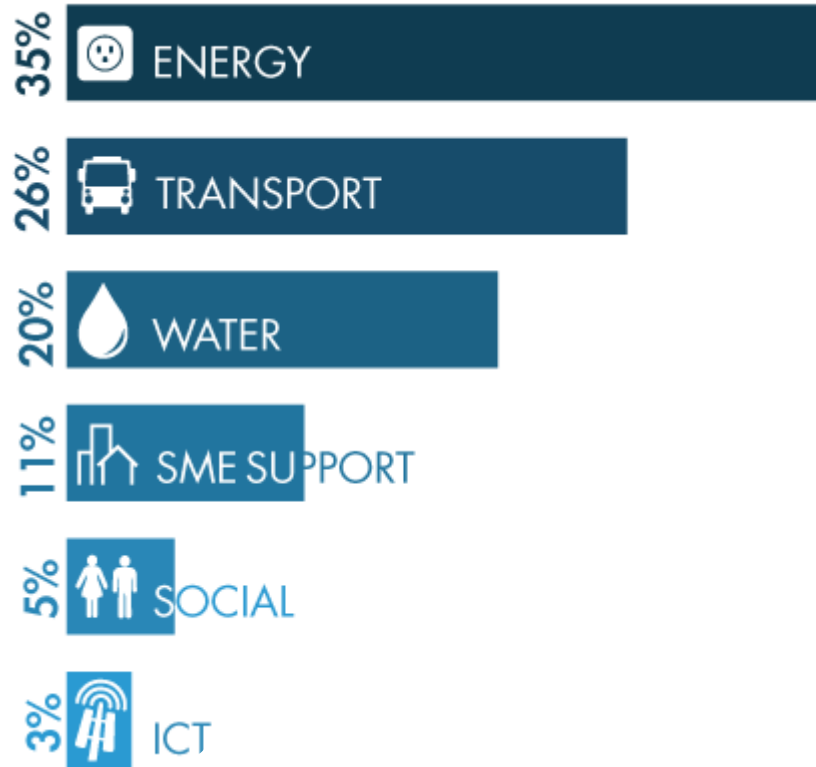 35% ENERGY
26% TRANSPORT
20% WATER
11% SME SUPPORT
5% SOCIAL
3% ICT